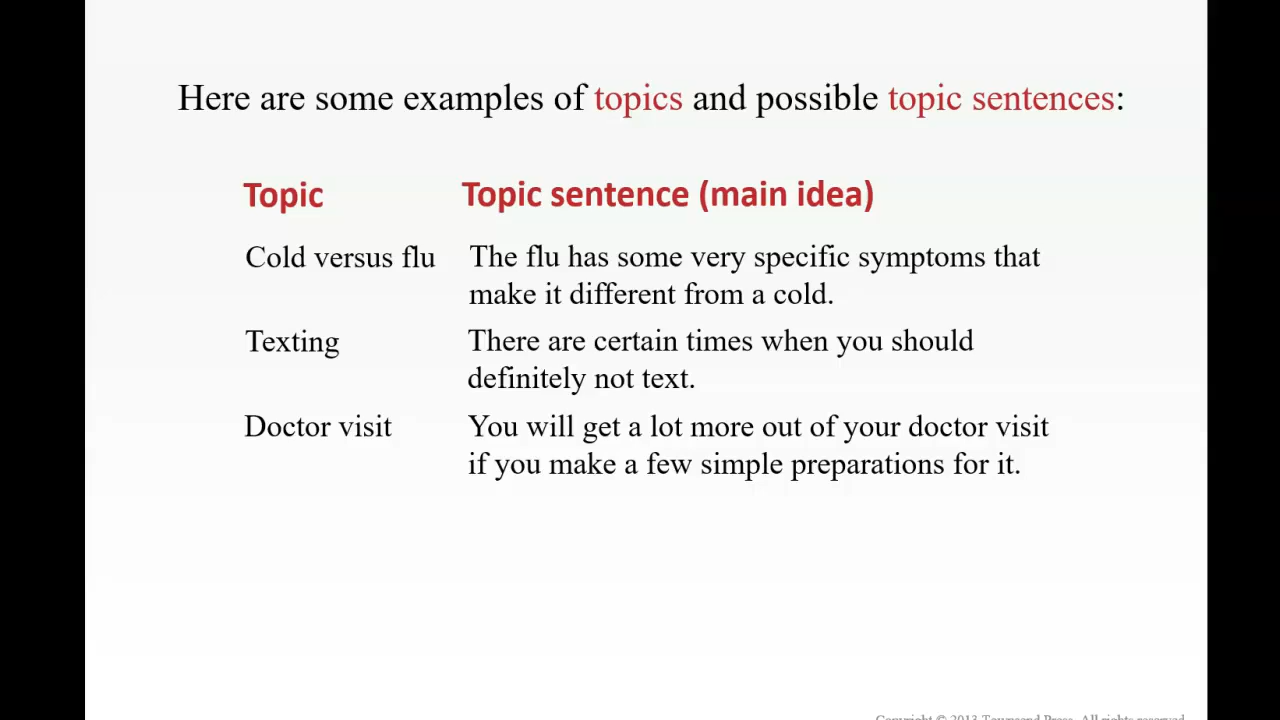 Here are some examples of topics and possible topic sentences:
Topic Topic sentence (main idea)
Cold versus flu The flu has some very specific symptoms that
make it different from a cold.
Texting There are certain times when you should
definitely not text.
Doctor visit You will get a lot more out of your doctor visit
if you make a few simple preparations for it.
Copyright © 2013 Townsend Press. All rights reserved.